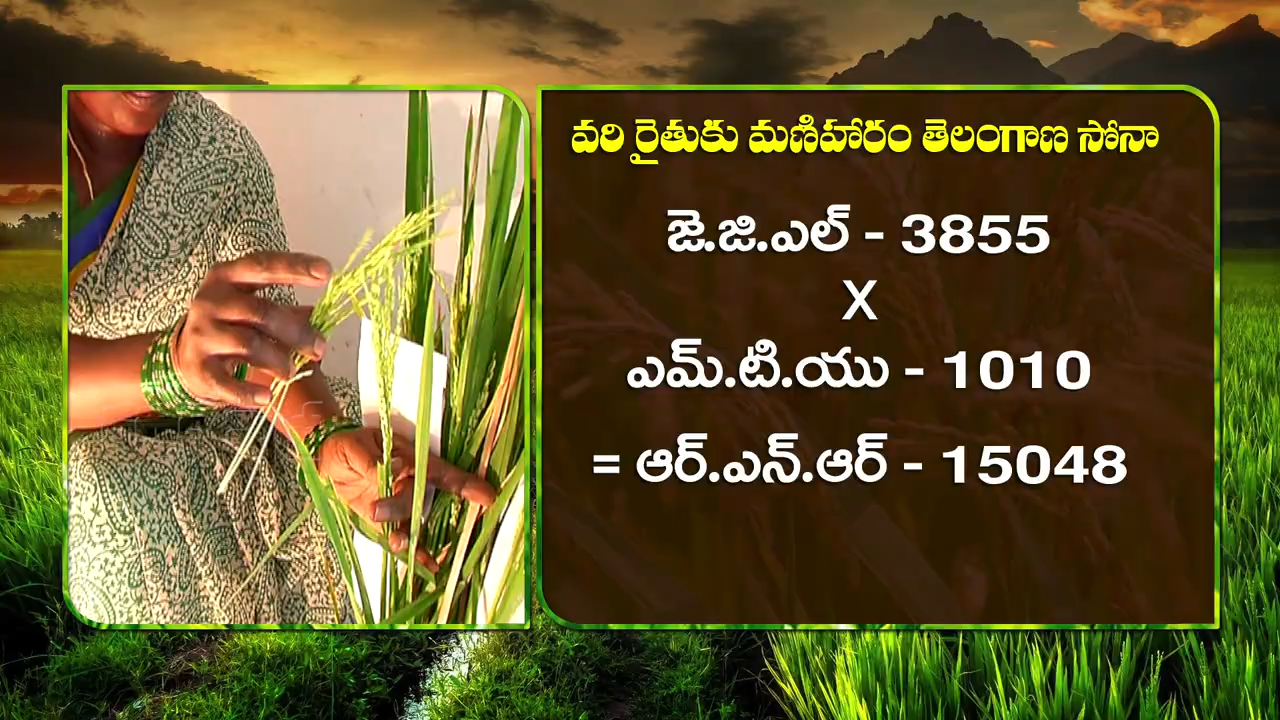 వరి రైతుకు మణిహారం తెలంగాణ సోనా
జె.జి.ఎల్ - 3855
X
ఎమ్.టి.యు - 1010
= ఆర్.ఎన్.ఆర్ - 15048